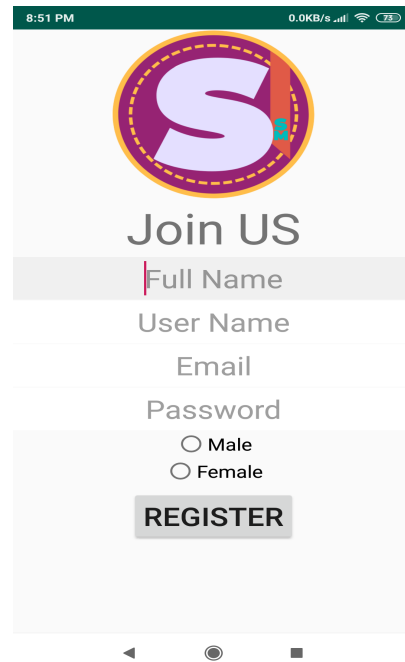 8:51 PM 0.0KB/s 73
S
Join US
Full Name
User Name
Email
Password
Male
Female
REGISTER